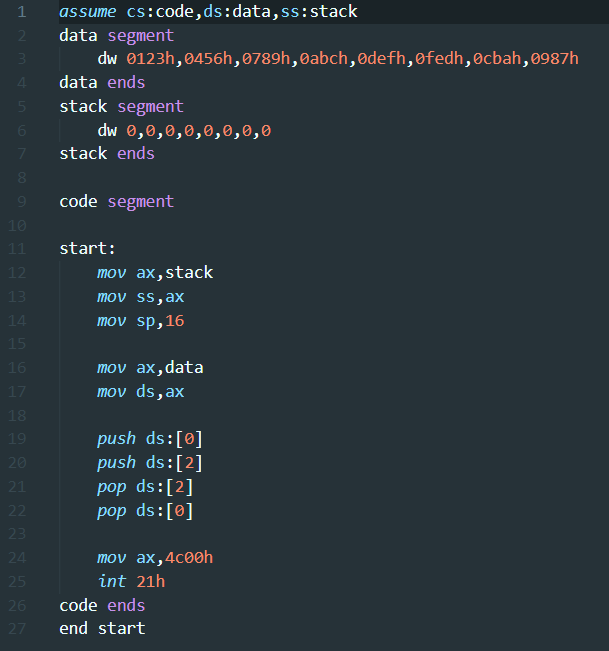 1 assume cs:code,ds:data,ss:stack
2 data segment
3     dw 0123h,0456h,0789h,0abch,0defh,0fedh,0cbah,0987h
4 data ends
5 stack segment
6     dw 0,0,0,0,0,0,0,0
7 stack ends
8
9 code segment
10
11 start:
12     mov ax,stack
13     mov ss,ax
14     mov sp,16
15
16     mov ax,data
17     mov ds,ax
18
19     push ds:[0]
20     push ds:[2]
21     pop ds:[2]
22     pop ds:[0]
23
24     mov ax,4c00h
25     int 21h
26 code ends
27 end start